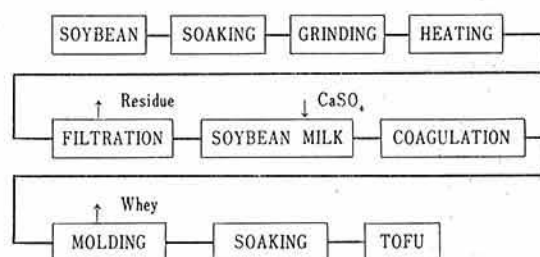 SOYBEAN SOAKING GRINDING HEATING
↑ Residue ↓ CaSO₄
FILTRATION SOYBEAN MILK COAGULATION
↑ Whey
MOLDING SOAKING TOFU